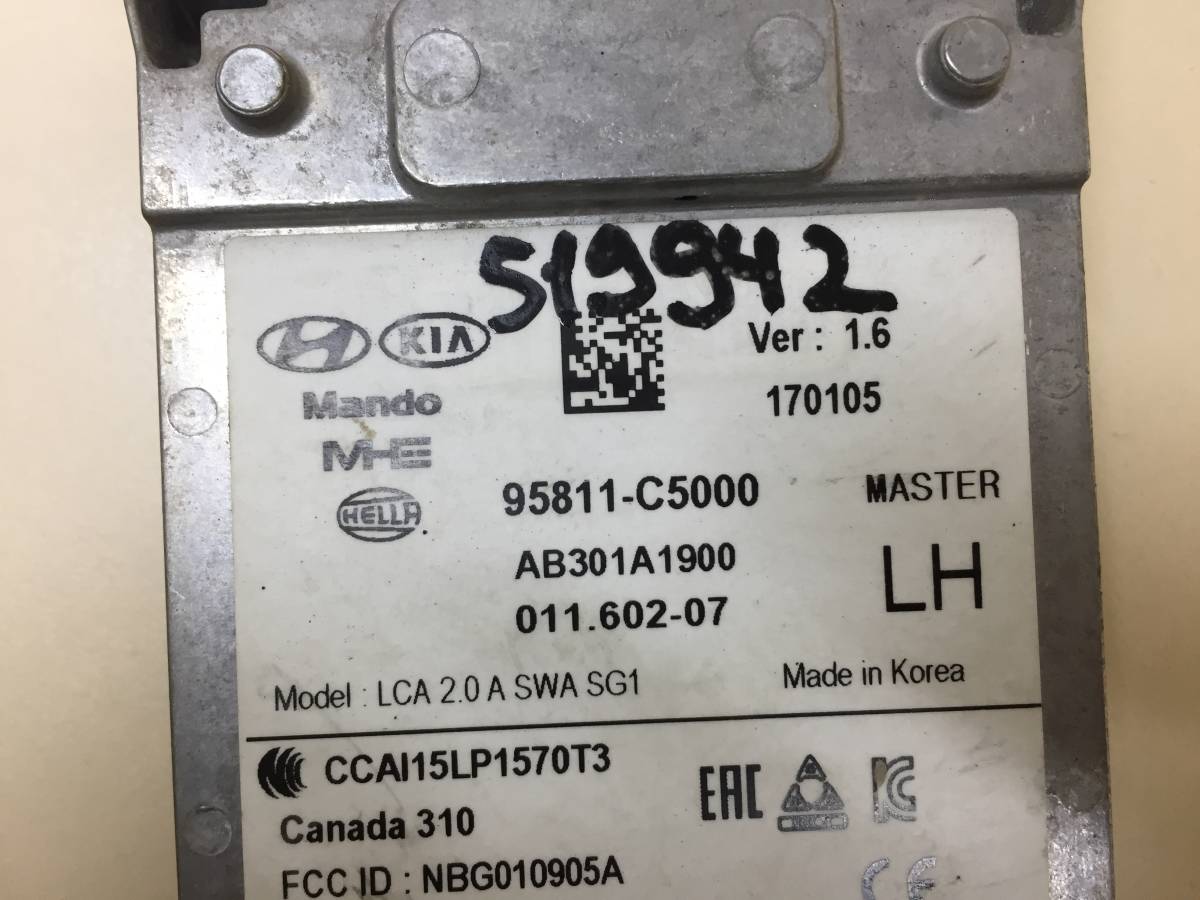 519942
KIA
Ver : 1.6
Mando
170105
MHE
HELLA
95811-C5000
MASTER
AB301A1900
LH
011.602-07
Model : LCA 2.0 A SWA SG1
Made in Korea
CCAI15LP1570T3
EAC
Canada 310
FCC ID : NBG010905A
CE